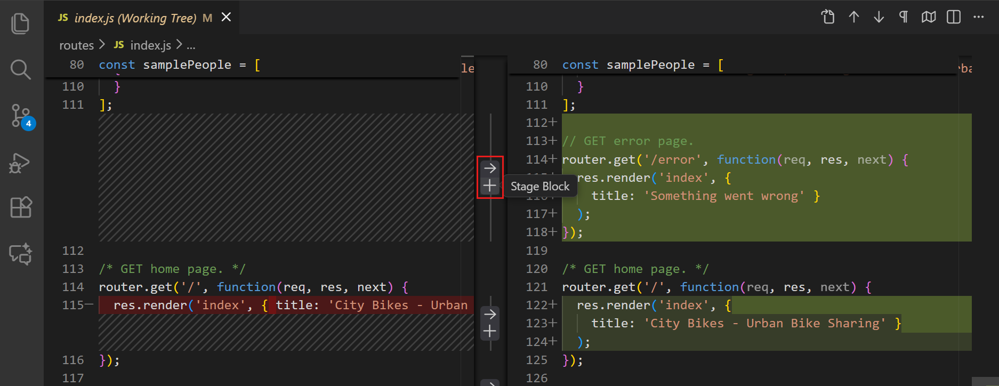 JS index.js (Working Tree) M
routes > JS index.js > ...
80 const samplePeople = [
110 }
111 ];
112
113 /* GET home page. */
114 router.get('/', function(req, res, next) {
115 res.render('index', { title: 'City Bikes - Urban
116 });
117
Stage Block
80 const samplePeople = [
110 }
111 ];
112+
113+ // GET error page.
114+ router.get('/error', function(req, res, next) {
res.render('index', {
title: 'Something went wrong' }
117+ );
118+ });
119
120 /* GET home page. */
121 router.get('/', function(req, res, next) {
122+ res.render('index', {
123+ title: 'City Bikes - Urban Bike Sharing' }
124+ );
125 });
126
4